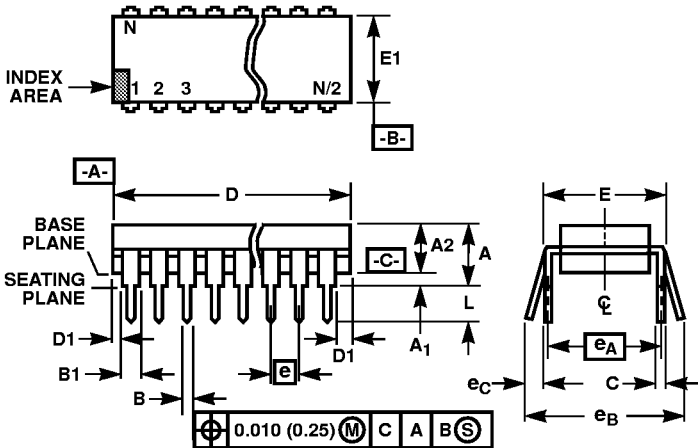 N
E1
INDEX
AREA
1 2 3 N/2
-B-
-A-
D
E
BASE
PLANE
A2
A
-C-
SEATING
PLANE
L
D1
A1
D1
B1
e
eA
B
eC
C
eB
0.010 (0.25) M C A B S
CL